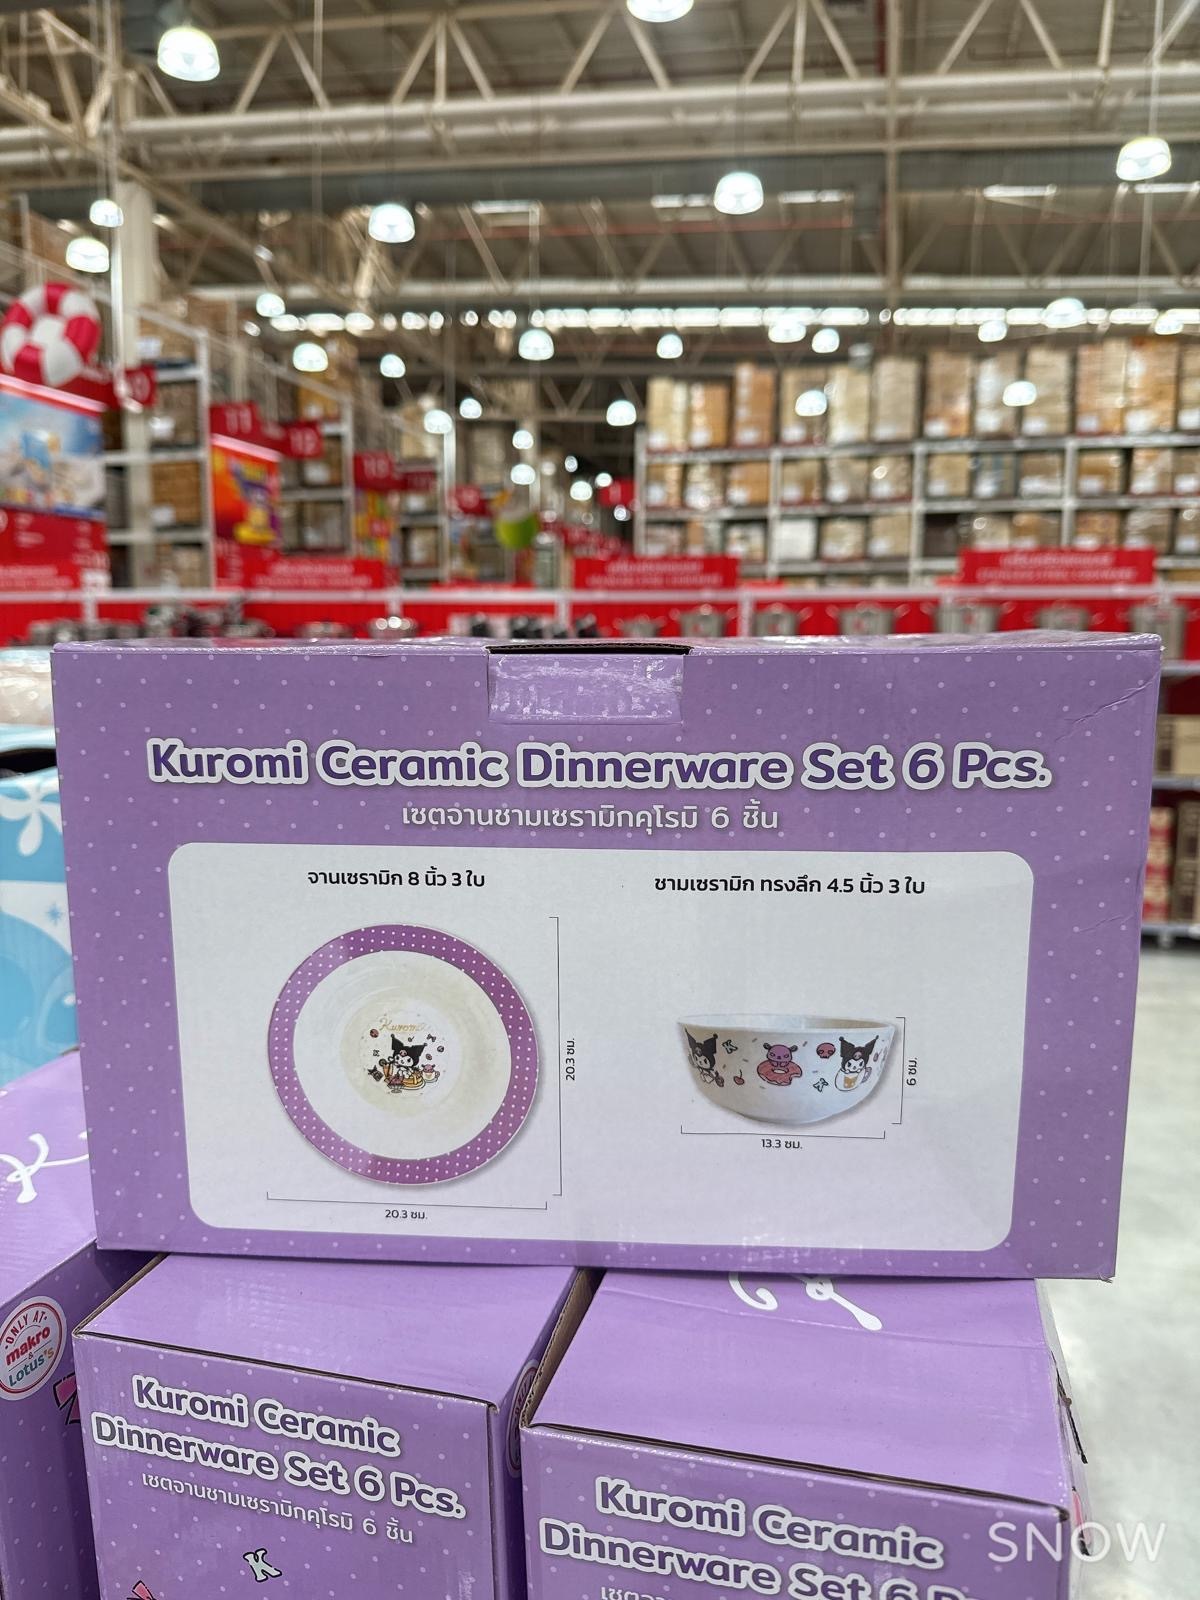 11
Kuromi Ceramic Dinnerware Set 6 Pcs.
เซตจานชามเซรามิกคุโรมิ 6 ชิ้น
จานเซรามิก 8 นิ้ว 3 ใบ
ชามเซรามิก ทรงลึก 4.5 นิ้ว 3 ใบ
Kuromi
20.3 ซม.
20.3 ซม.
K
K
6 ซม.
13.3 ซม.
ONLY AT
makro
&
Lotus's
Kuromi Ceramic
Dinnerware Set 6 Pcs.
เซตจานชามเซรามิกคุโรมิ 6 ชิ้น
K
Kuromi Ceramic
Dinnerware Set 6 P
SNOW